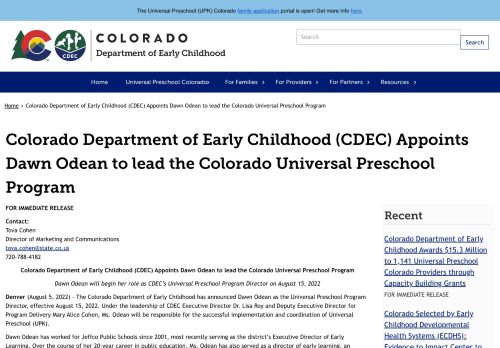 The Universal Preschool (UPK) Colorado family application portal is open! Get more info here.
COLORADO
Department of Early Childhood
CDEC
Search
Search
Home
Universal Preschool Colorado
For Families
For Providers
For Partners
Resources
Home › Colorado Department of Early Childhood (CDEC) Appoints Dawn Odean to lead the Colorado Universal Preschool Program
Colorado Department of Early Childhood (CDEC) Appoints
Dawn Odean to lead the Colorado Universal Preschool
Program
FOR IMMEDIATE RELEASE
Contact:
Tova Cohen
Director of Marketing and Communications
tova.cohen@state.co.us
720-788-4182
Colorado Department of Early Childhood (CDEC) Appoints Dawn Odean to lead the Colorado Universal Preschool Program
Dawn Odean will begin her role as CDEC's Universal Preschool Program Director on August 15, 2022
Denver (August 5, 2022) - The Colorado Department of Early Childhood has announced Dawn Odean as the Universal Preschool Program
Director, effective August 15, 2022. Under the leadership of CDEC Executive Director Dr. Lisa Roy and Deputy Executive Director for
Program Delivery Mary Alice Cohen, Ms. Odean will be responsible for the successful implementation and coordination of Universal
Preschool (UPK).
Dawn Odean has worked for Jeffco Public Schools since 2001, most recently serving as the district's Executive Director of Early
Learning. Over the course of her 20-year career in public education, Ms. Odean has also served as a director of early learning, an
Recent
Colorado Department of
Early Childhood Awards $15.3 Million
to 1,141 Universal Preschool
Colorado Providers through
Capacity Building Grants
FOR IMMEDIATE RELEASE
Colorado Selected by Early
Childhood Developmental
Health Systems (ECDHS):
Evidence to Impact Center to